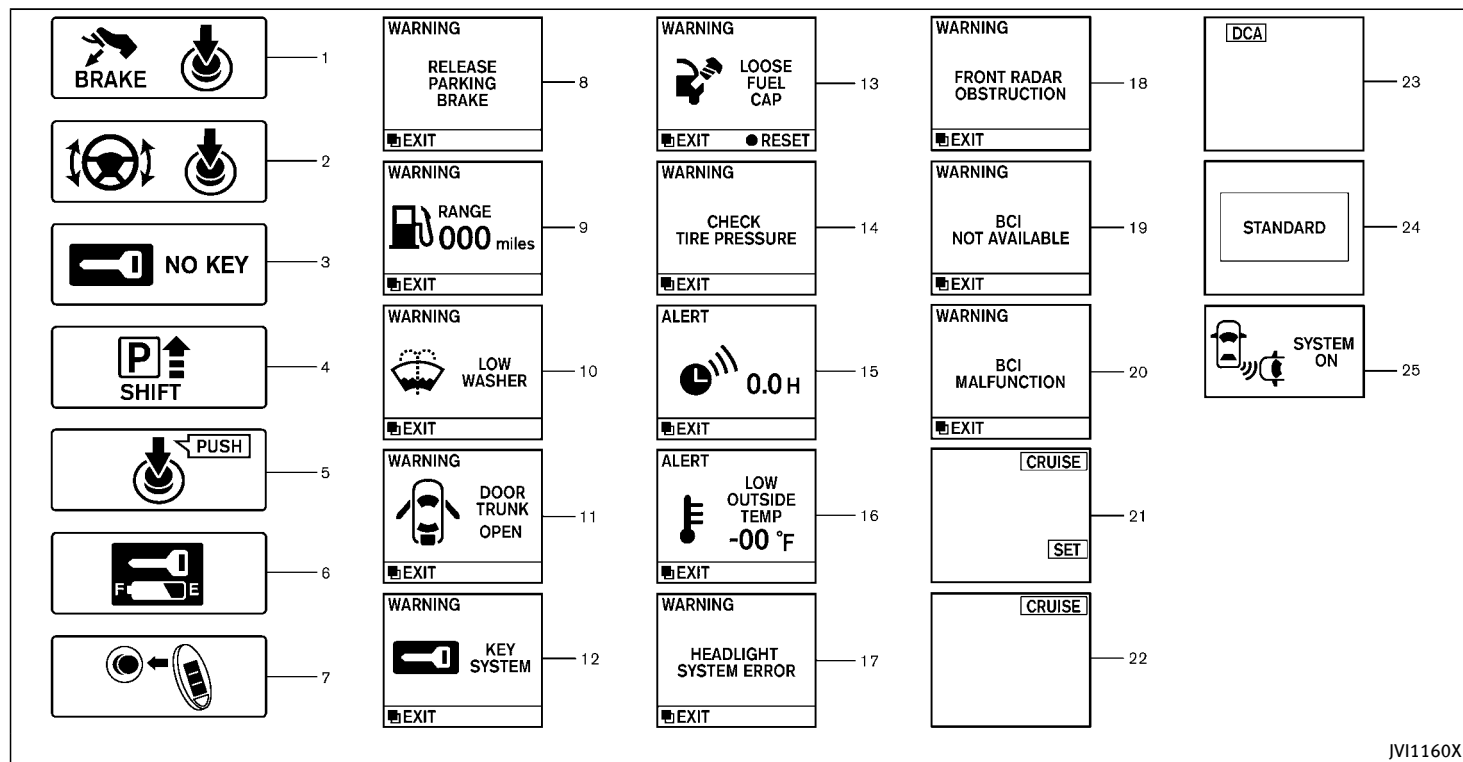 BRAKE
1
2
NO KEY
3
P
SHIFT
4
PUSH
5
F E
6
7
WARNING
RELEASE
PARKING
BRAKE
EXIT
8
WARNING
RANGE
000 miles
EXIT
9
WARNING
LOW
WASHER
EXIT
10
WARNING
DOOR
TRUNK
OPEN
EXIT
11
WARNING
KEY
SYSTEM
EXIT
12
WARNING
LOOSE
FUEL
CAP
EXIT ●RESET
13
WARNING
CHECK
TIRE PRESSURE
EXIT
14
ALERT
0.0 H
EXIT
15
ALERT
LOW
OUTSIDE
TEMP
-00 °F
EXIT
16
WARNING
HEADLIGHT
SYSTEM ERROR
EXIT
17
WARNING
FRONT RADAR
OBSTRUCTION
EXIT
18
WARNING
BCI
NOT AVAILABLE
EXIT
19
WARNING
BCI
MALFUNCTION
EXIT
20
CRUISE
SET
21
CRUISE
22
DCA
23
STANDARD
24
SYSTEM
ON
25
JVI1160X